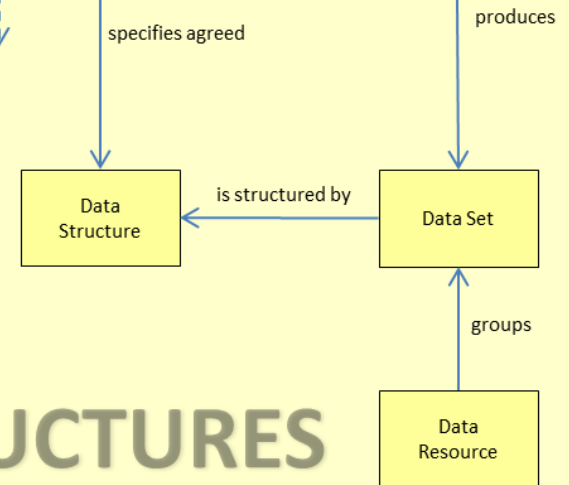 produces
specifies agreed
is structured by
Data
Structure
Data Set
groups
Data
Resource
UCTURES